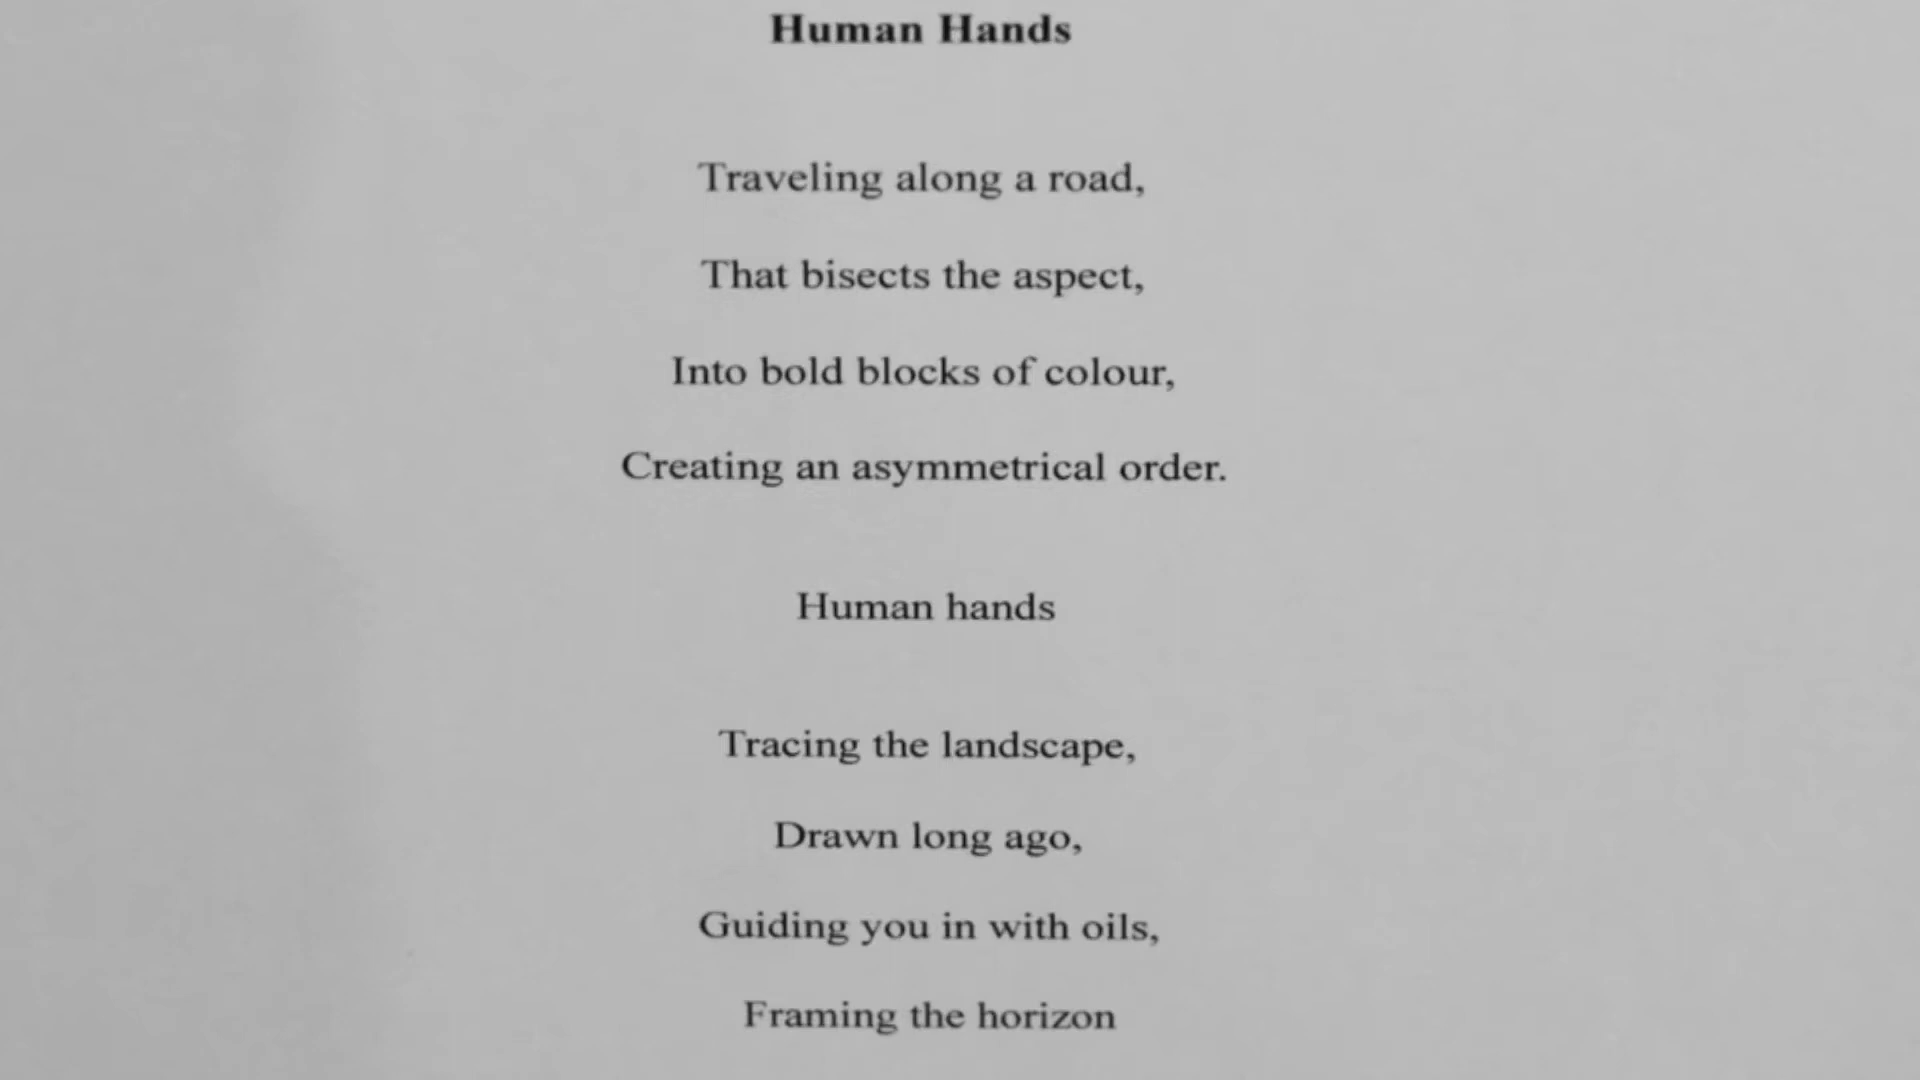 Human Hands
Traveling along a road,
That bisects the aspect,
Into bold blocks of colour,
Creating an asymmetrical order.
Human hands
Tracing the landscape,
Drawn long ago,
Guiding you in with oils,
Framing the horizon